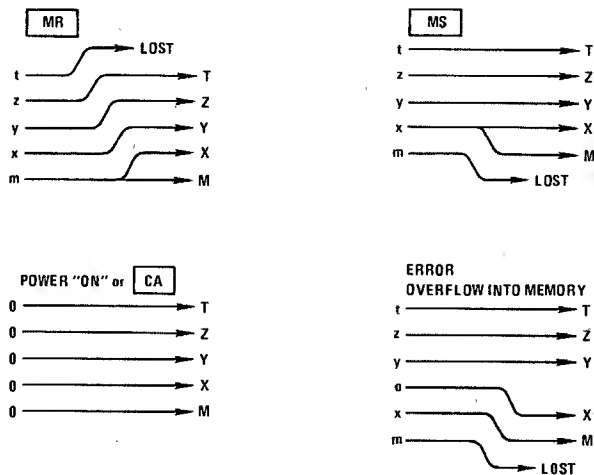 MR
LOST
t T
z Z
y Y
x X
m M
MS
t T
z Z
y Y
x X
m M
LOST
POWER "ON" or CA
0 T
0 Z
0 Y
0 X
0 M
ERROR
OVERFLOW INTO MEMORY
t T
z Z
y Y
o
X
x
M
m
LOST